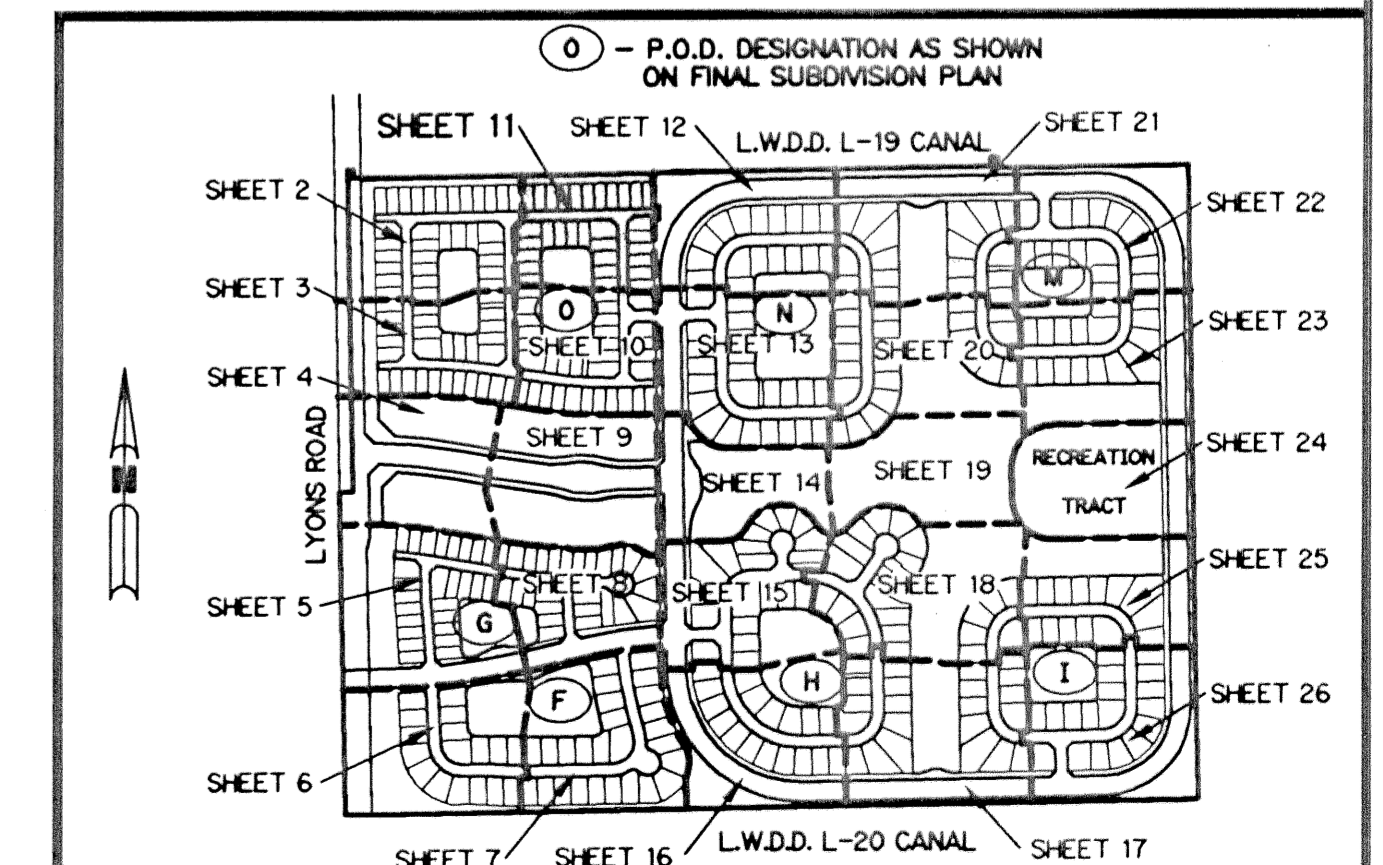 O - P.O.D. DESIGNATION AS SHOWN
ON FINAL SUBDIVISION PLAN
SHEET 11
SHEET 12
L.W.D.D. L-19 CANAL
SHEET 21
SHEET 2
SHEET 22
SHEET 3
O
N
M
SHEET 10
SHEET 13
SHEET 20
SHEET 23
SHEET 4
LYONS ROAD
SHEET 9
SHEET 14
SHEET 19
RECREATION
TRACT
SHEET 24
N
SHEET 5
G
SHEET 8
SHEET 15
SHEET 18
SHEET 25
F
H
I
SHEET 26
SHEET 6
SHEET 7
SHEET 16
L.W.D.D. L-20 CANAL
SHEET 17